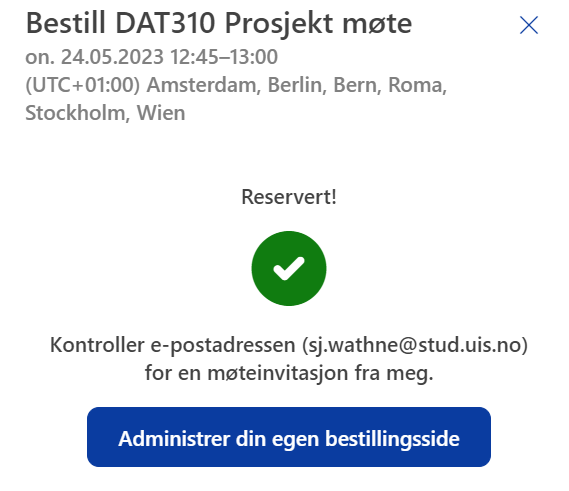 Bestill DAT310 Prosjekt møte
on. 24.05.2023 12:45–13:00
(UTC+01:00) Amsterdam, Berlin, Bern, Roma,
Stockholm, Wien
Reservert!
Kontroller e-postadressen (sj.wathne@stud.uis.no)
for en møteinvitasjon fra meg.
Administrer din egen bestillingsside